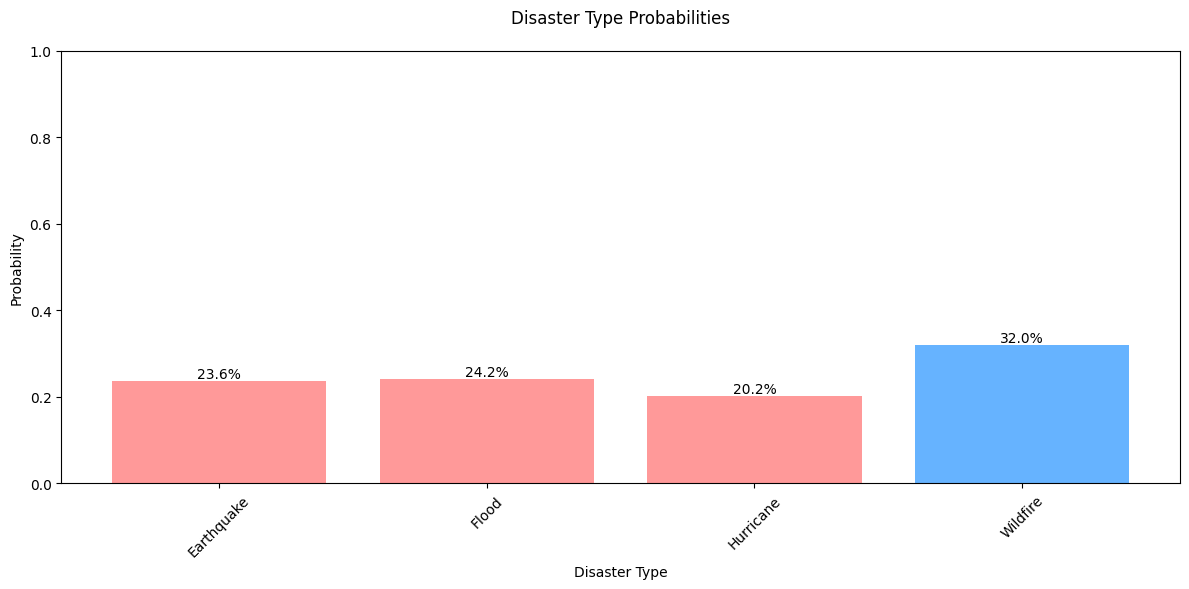 Disaster Type Probabilities
1.0
0.8
0.6
0.4
0.2
0.0
Probability
23.6%
24.2%
20.2%
32.0%
Earthquake
Flood
Hurricane
Wildfire
Disaster Type